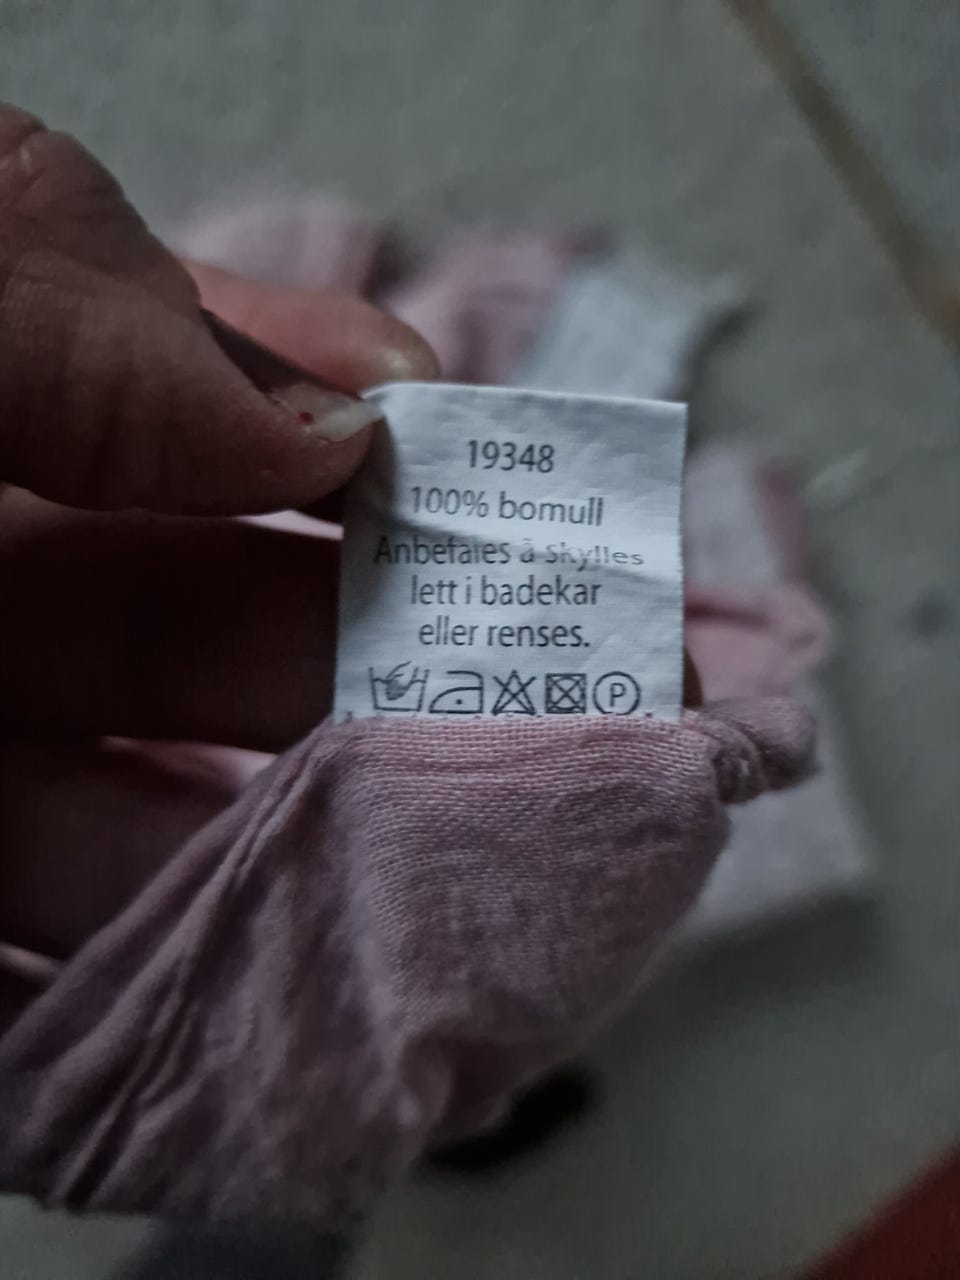 19348
100% bomull
Anbefales å skylles
lett i badekar
eller renses.
P